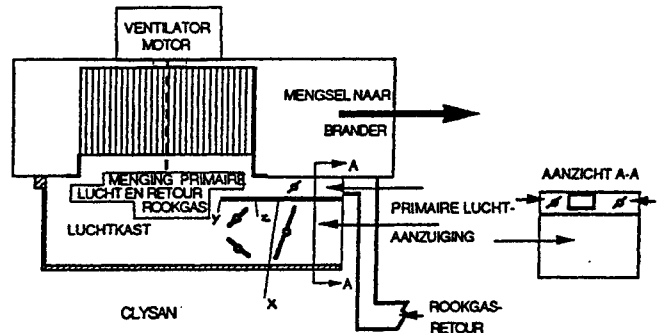 VENTILATOR
MOTOR
MENGSEL NAAR
BRANDER
A
MENGING PRIMAIRE
LUCHT EN RETOUR
ROOKGAS
AANZICHT A-A
y
z
PRIMAIRE LUCHT-
AANZUIGING
LUCHTKAST
A
X
CLYSAN
ROOKGAS-
RETOUR